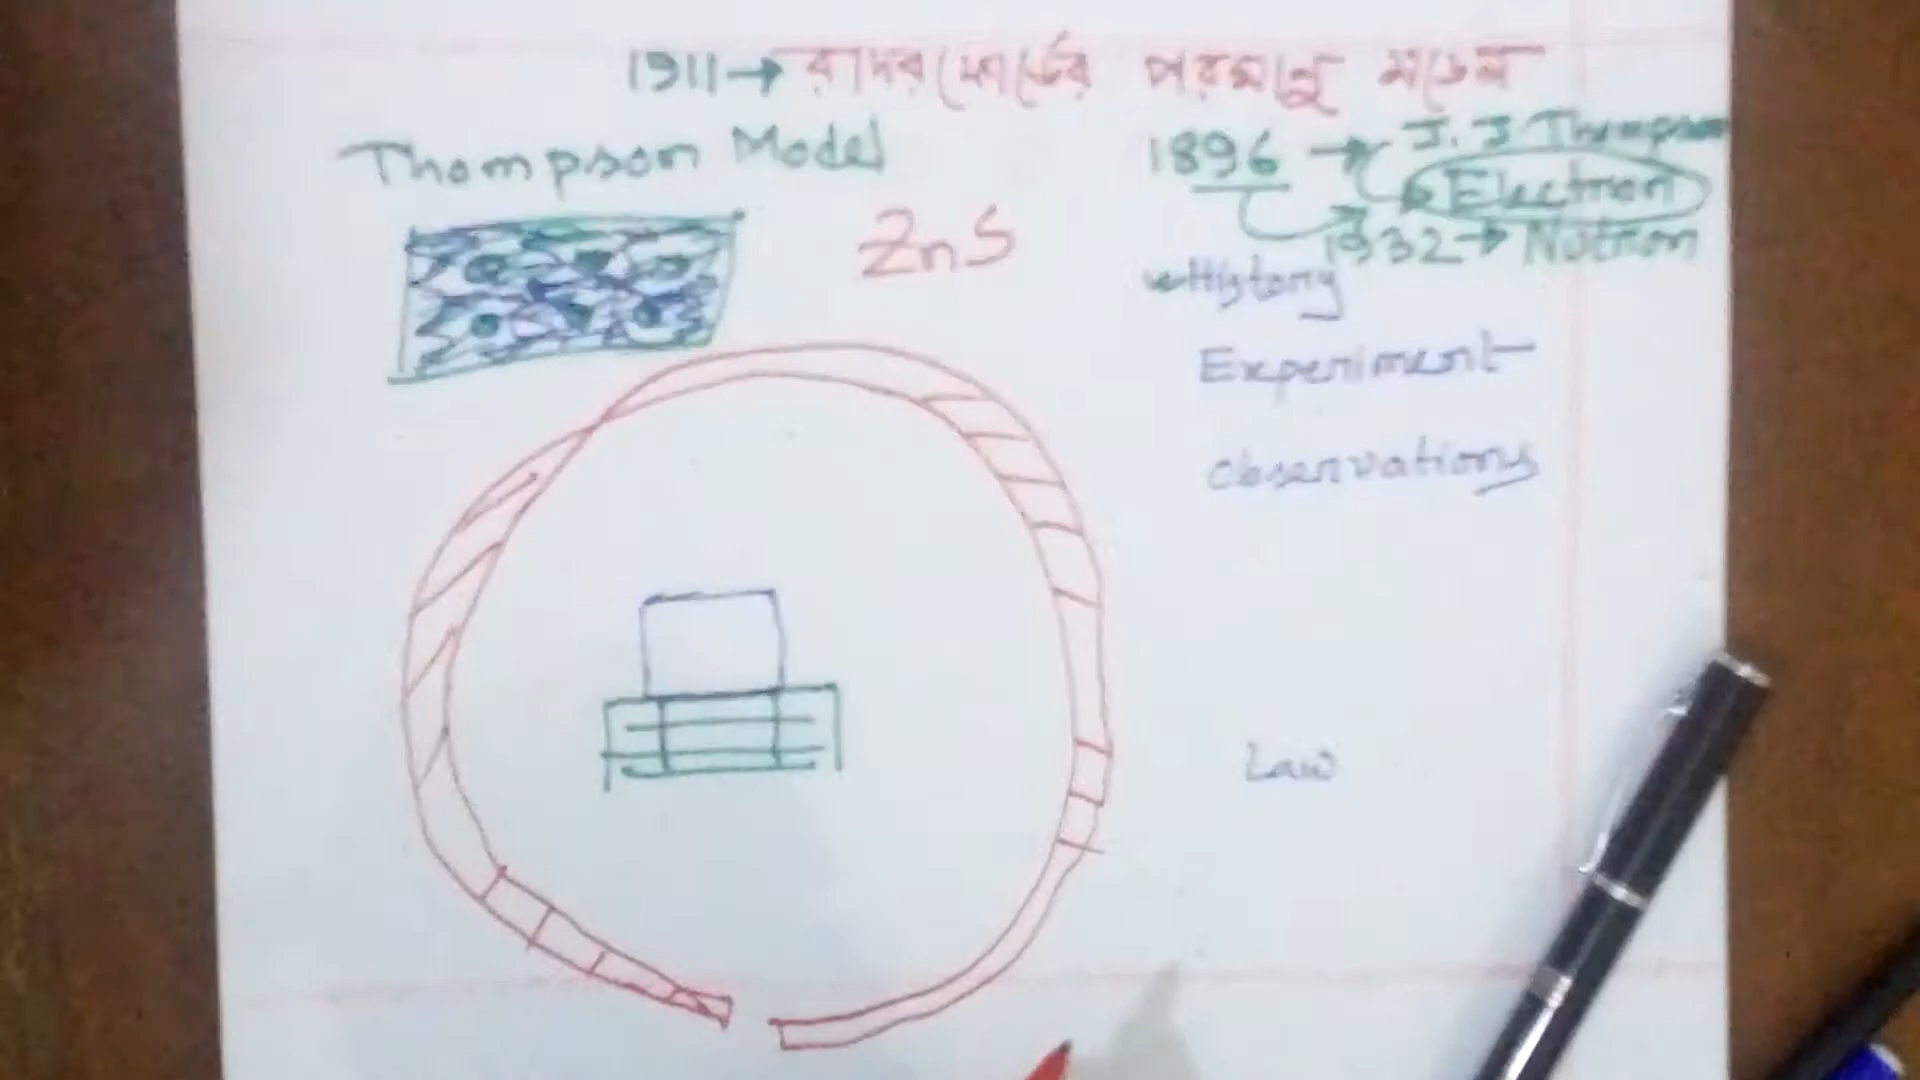 1911→ রাদারফোর্ডের পরমানু মডেল
Thompson Model
1896 → J. J. Thompson
Electron
1932 → Nutron
ZnS
History
Experiment
Observations
Law